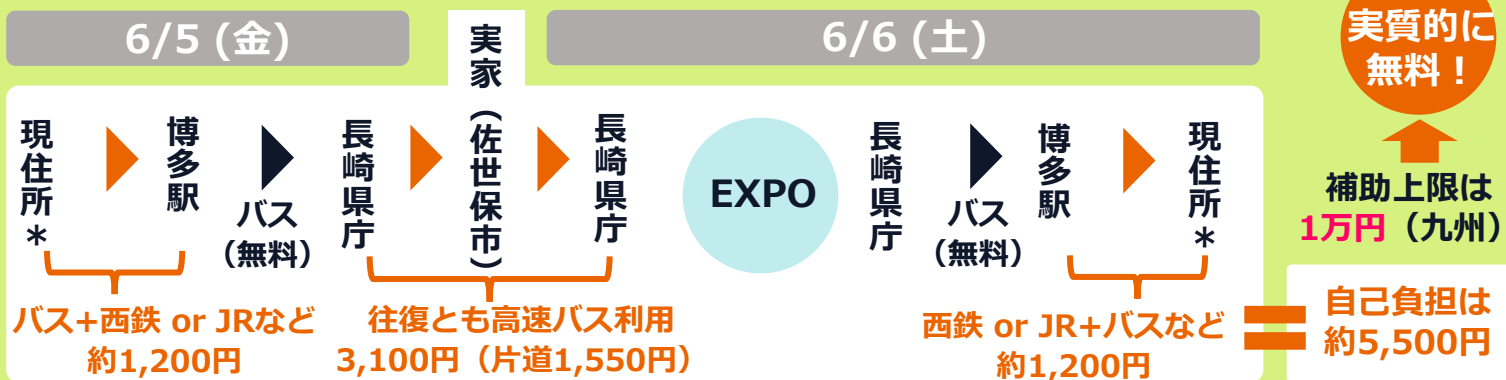 6/5 (金)
実家（佐世保市）
6/6 (土)
実質的に
無料！
現住所＊
博多駅
バス
（無料）
長崎県庁
長崎県庁
EXPO
長崎県庁
バス
（無料）
博多駅
現住所＊
補助上限は
1万円（九州）
バス+西鉄 or JRなど
約1,200円
往復とも高速バス利用
3,100円（片道1,550円）
西鉄 or JR+バスなど
約1,200円
自己負担は
約5,500円